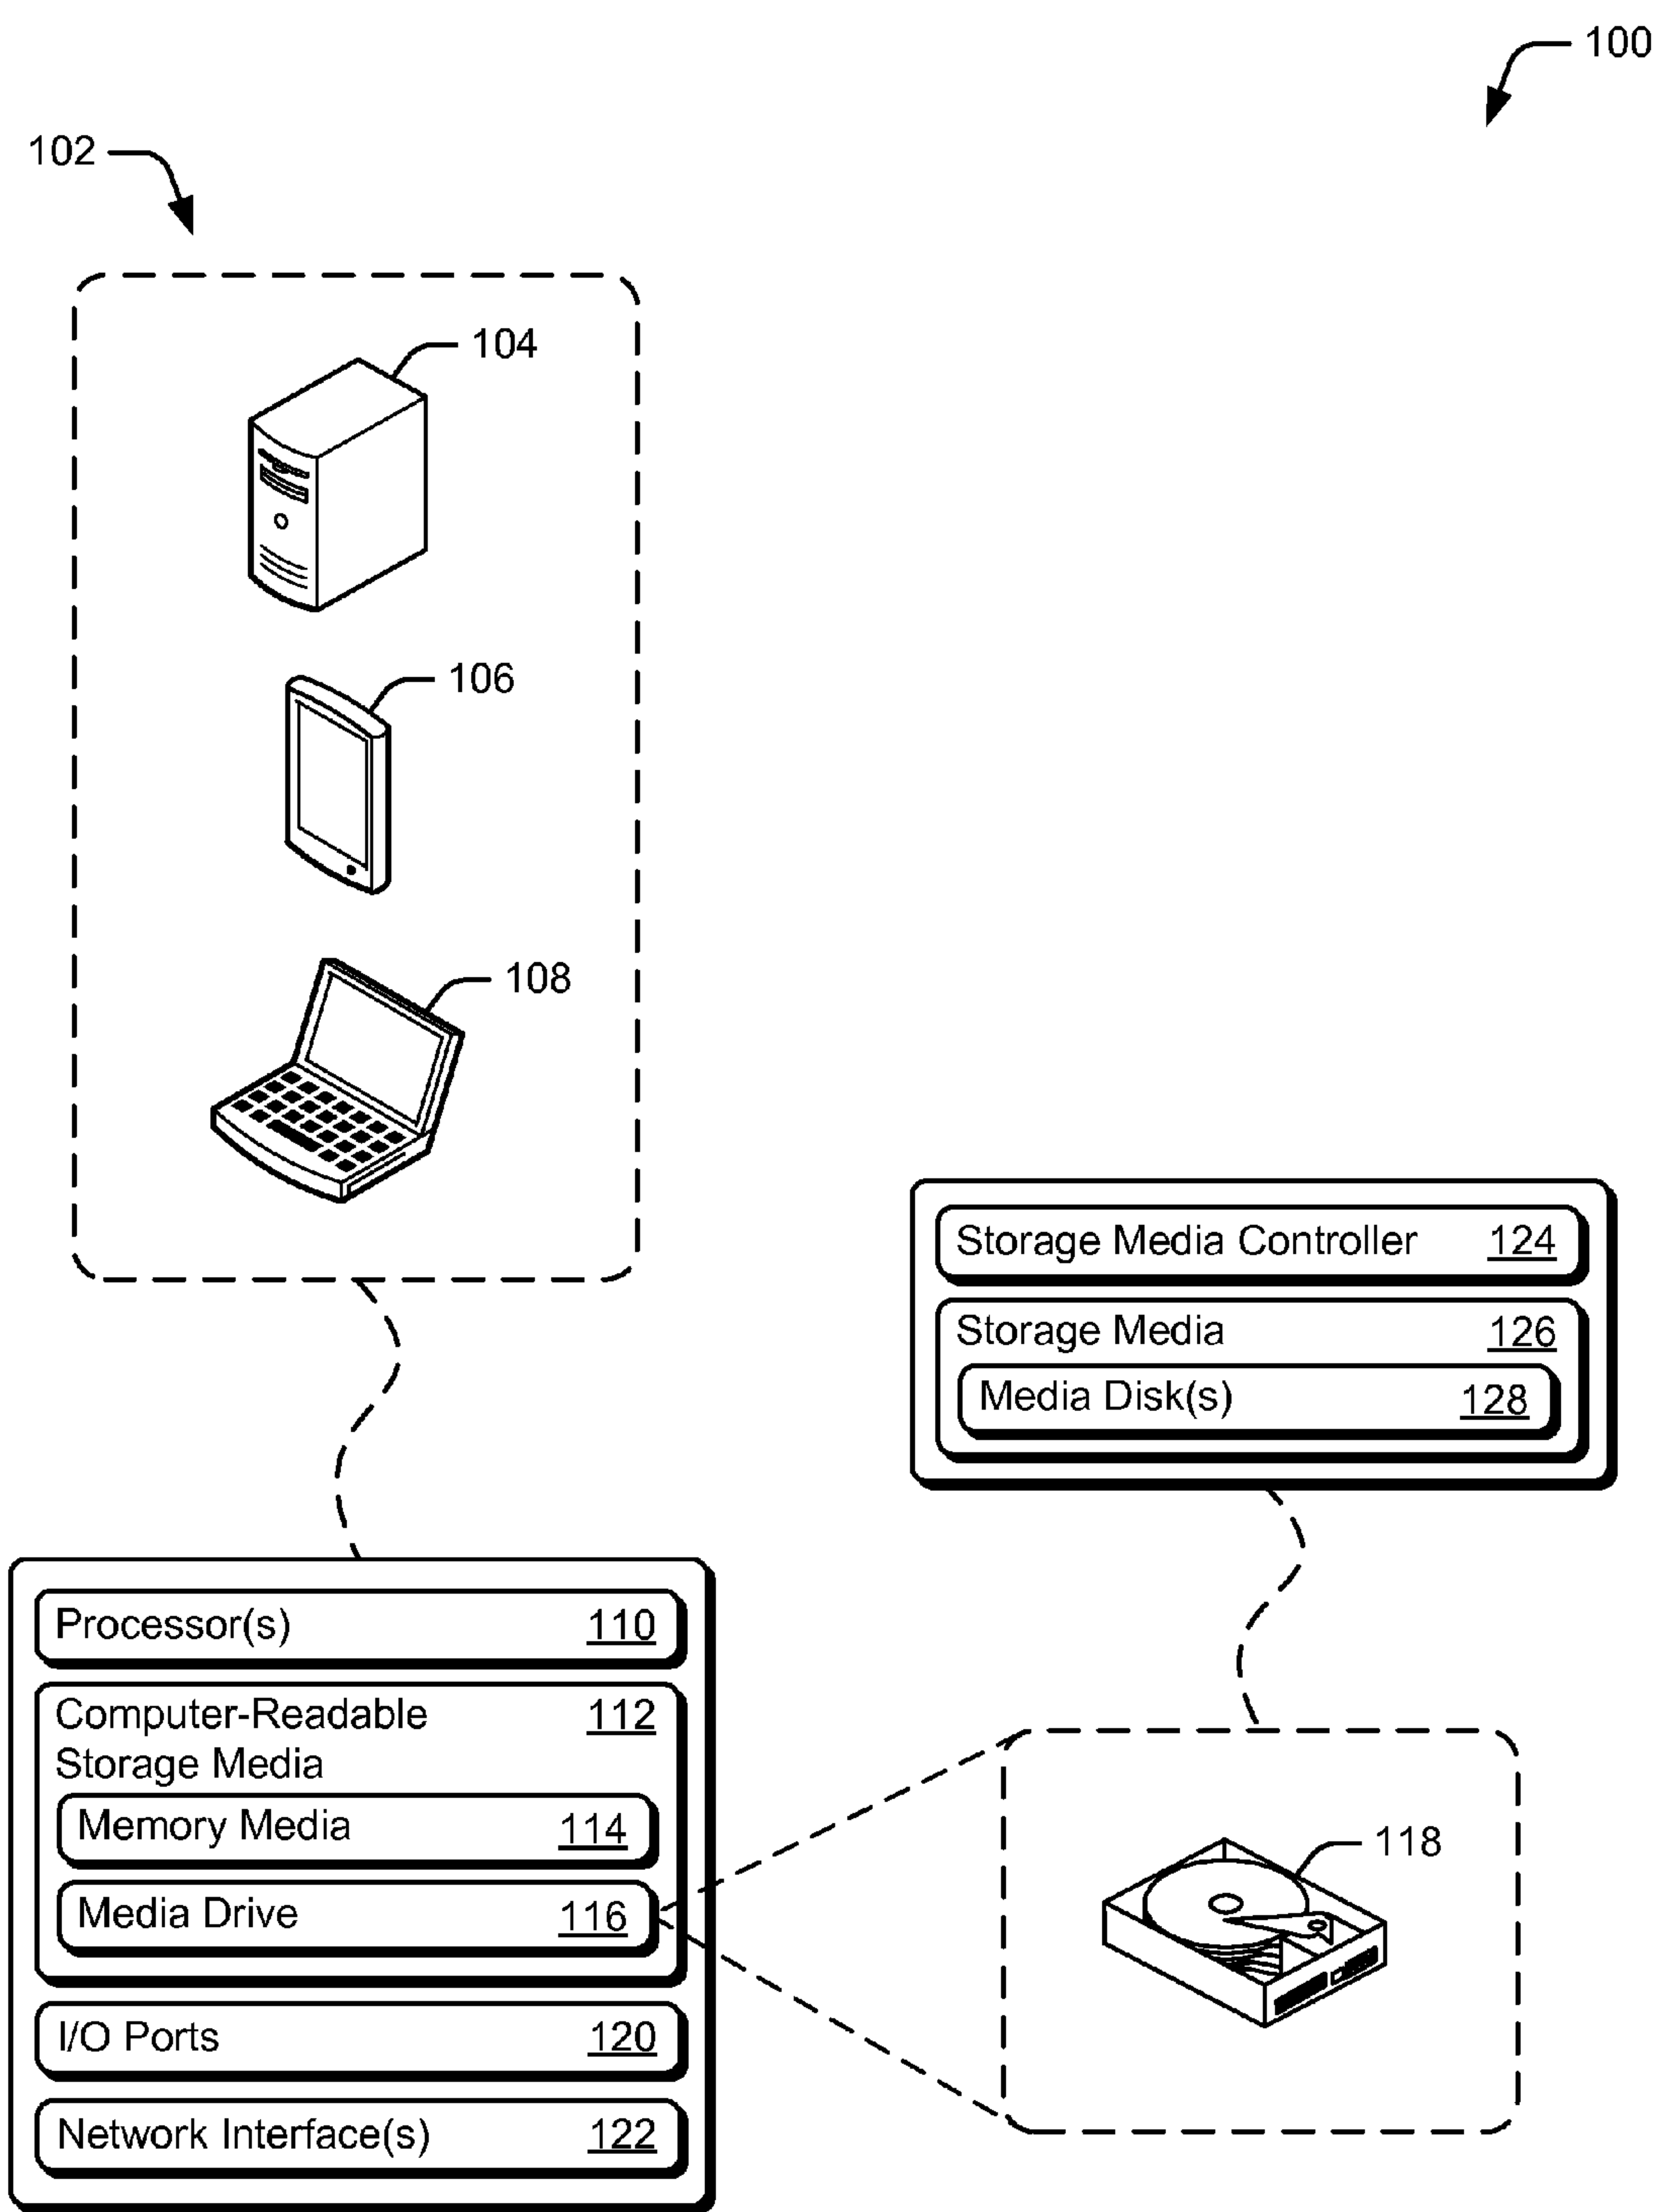 100
102
104
106
108
Storage Media Controller 124
Storage Media 126
Media Disk(s) 128
Processor(s) 110
Computer-Readable 112
Storage Media
Memory Media 114
Media Drive 116
118
I/O Ports 120
Network Interface(s) 122